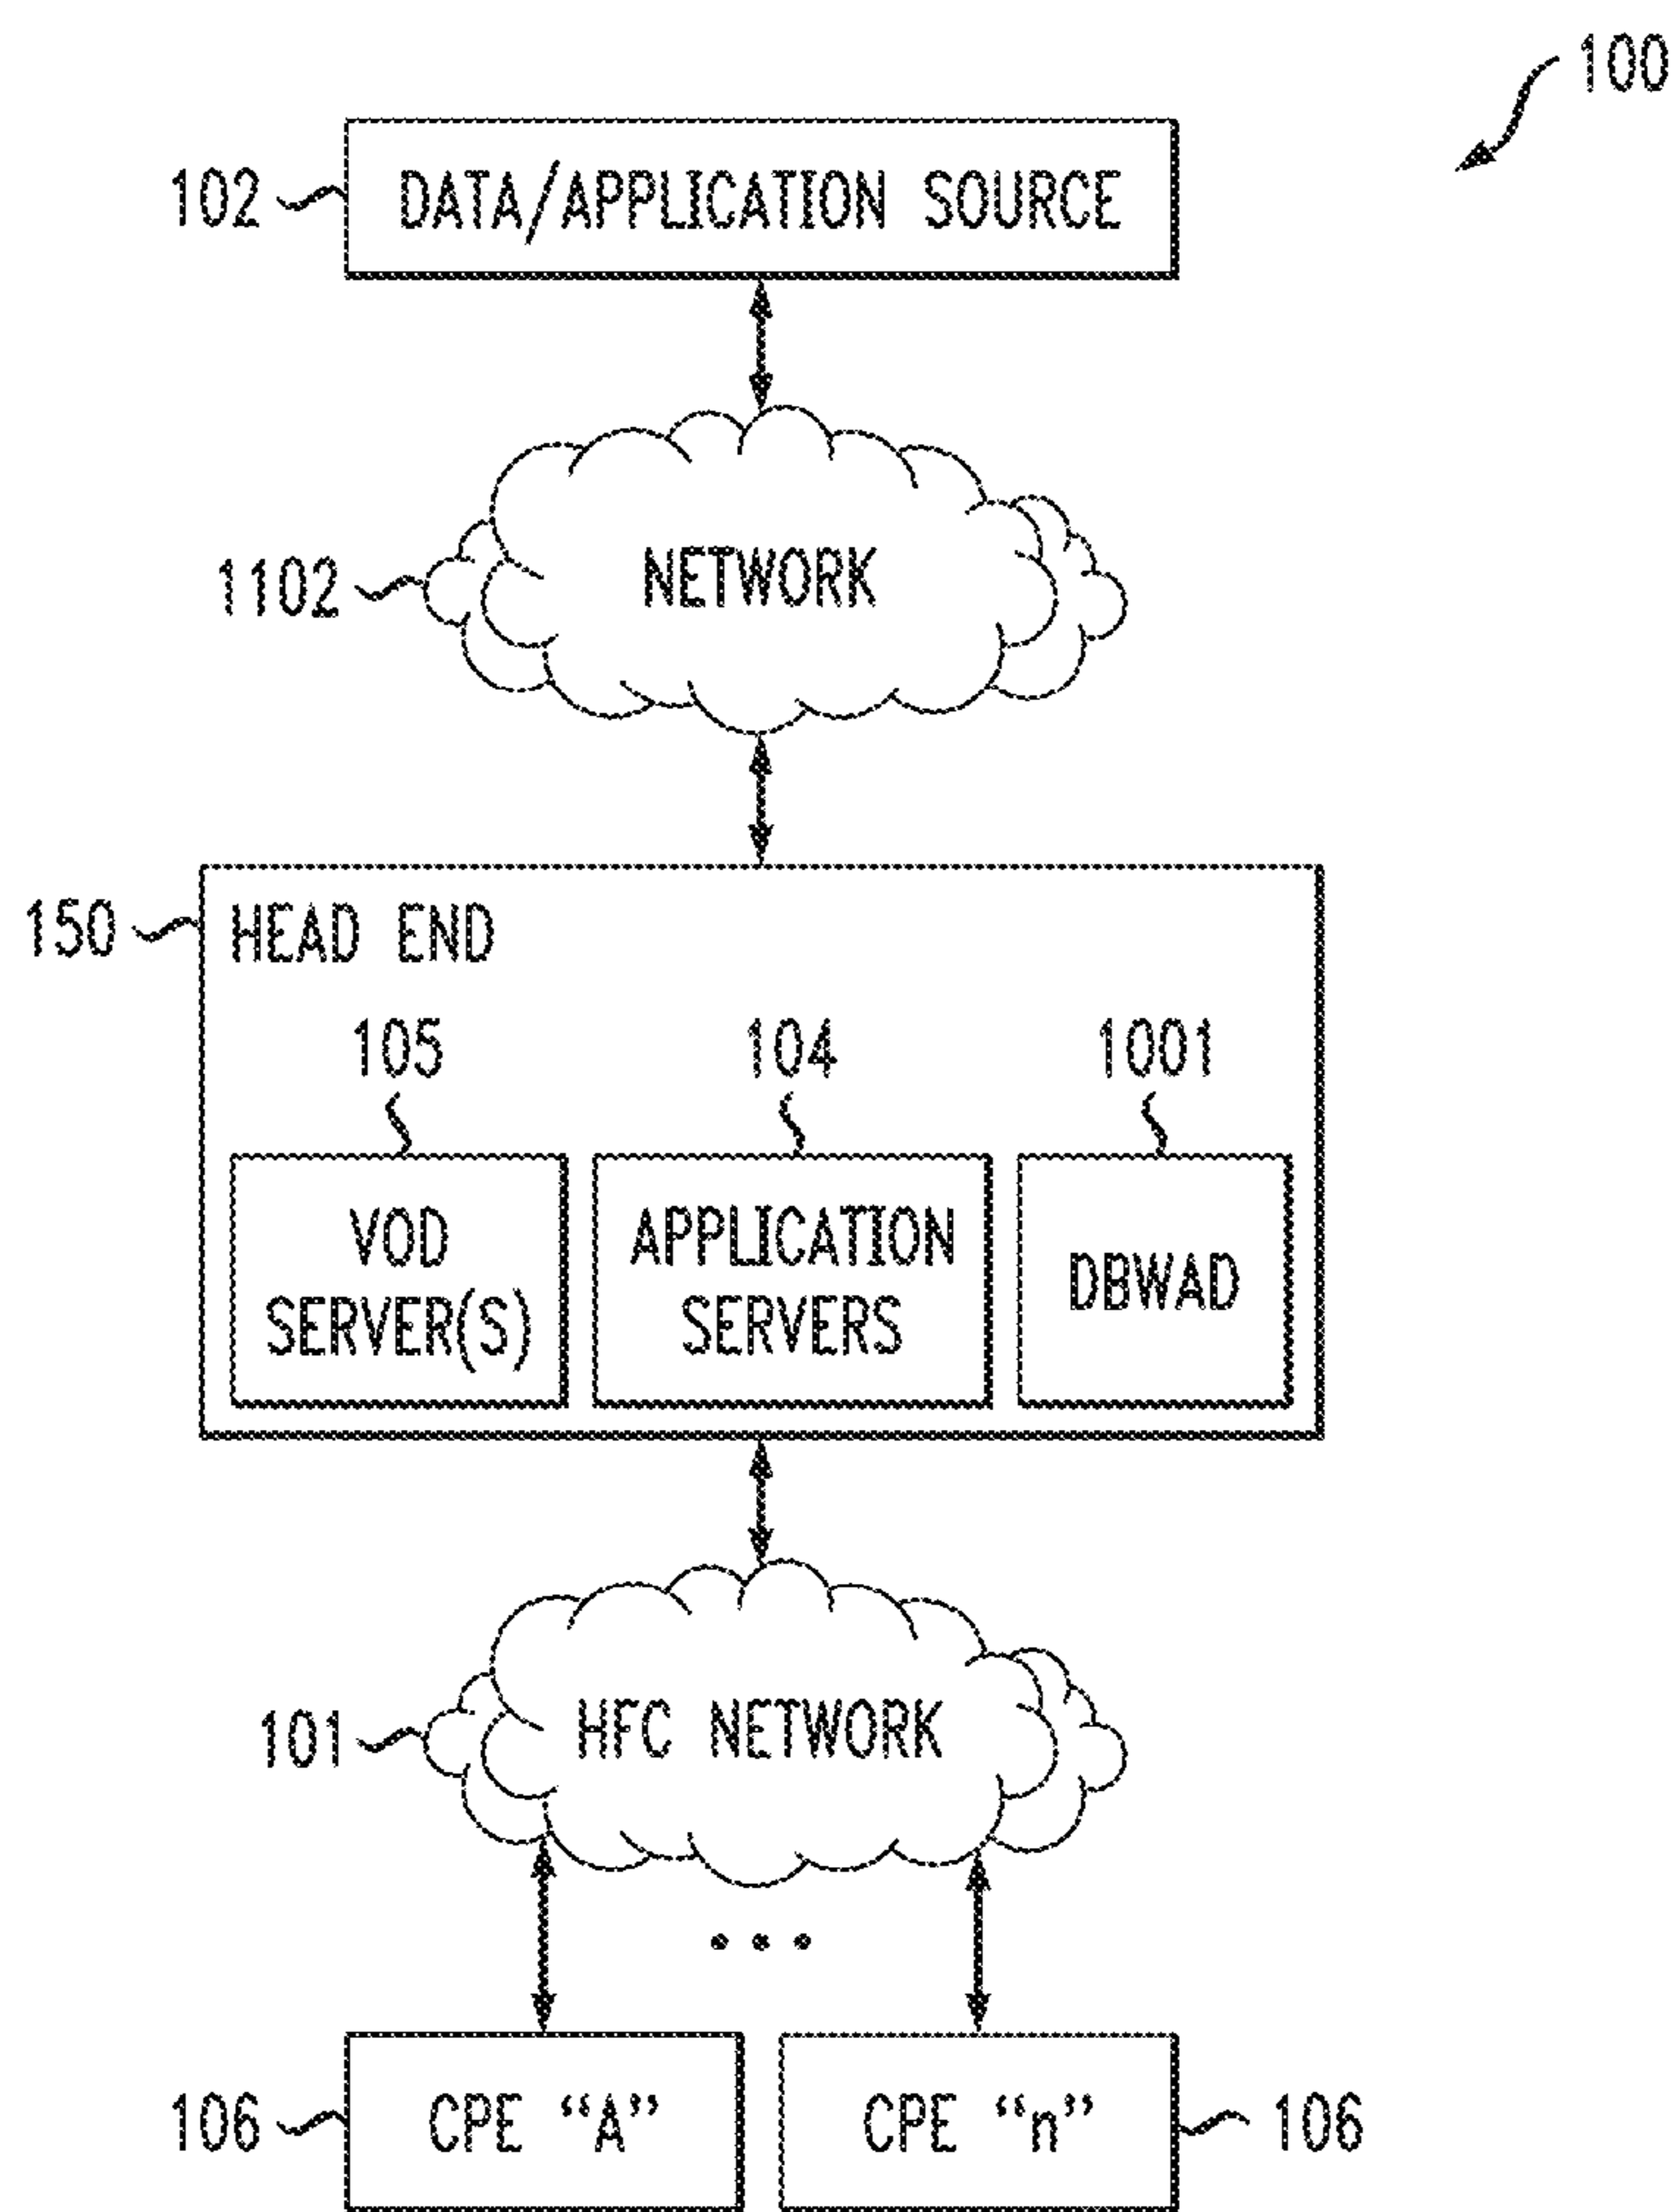 100
102
DATA/APPLICATION SOURCE
1102
NETWORK
150
HEAD END
105
104
1001
VOD
SERVER(S)
APPLICATION
SERVERS
DBWAD
101
HFC NETWORK
106
CPE “A”
CPE “n”
106